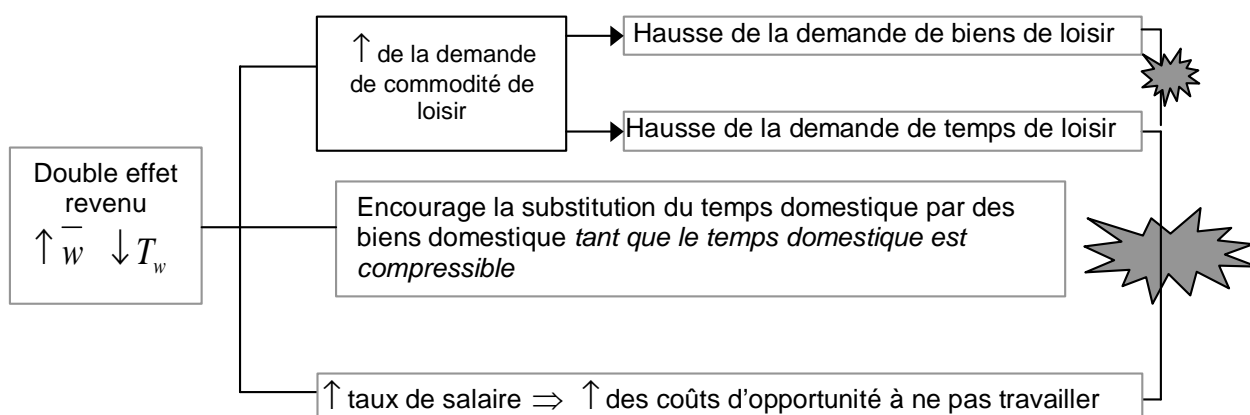 Double effet
revenu
↑ w̅ ↓ T_w
↑ de la demande
de commodité de
loisir
Hausse de la demande de biens de loisir
Hausse de la demande de temps de loisir
Encourage la substitution du temps domestique par des
biens domestique tant que le temps domestique est
compressible
↑ taux de salaire ⇒ ↑ des coûts d’opportunité à ne pas travailler